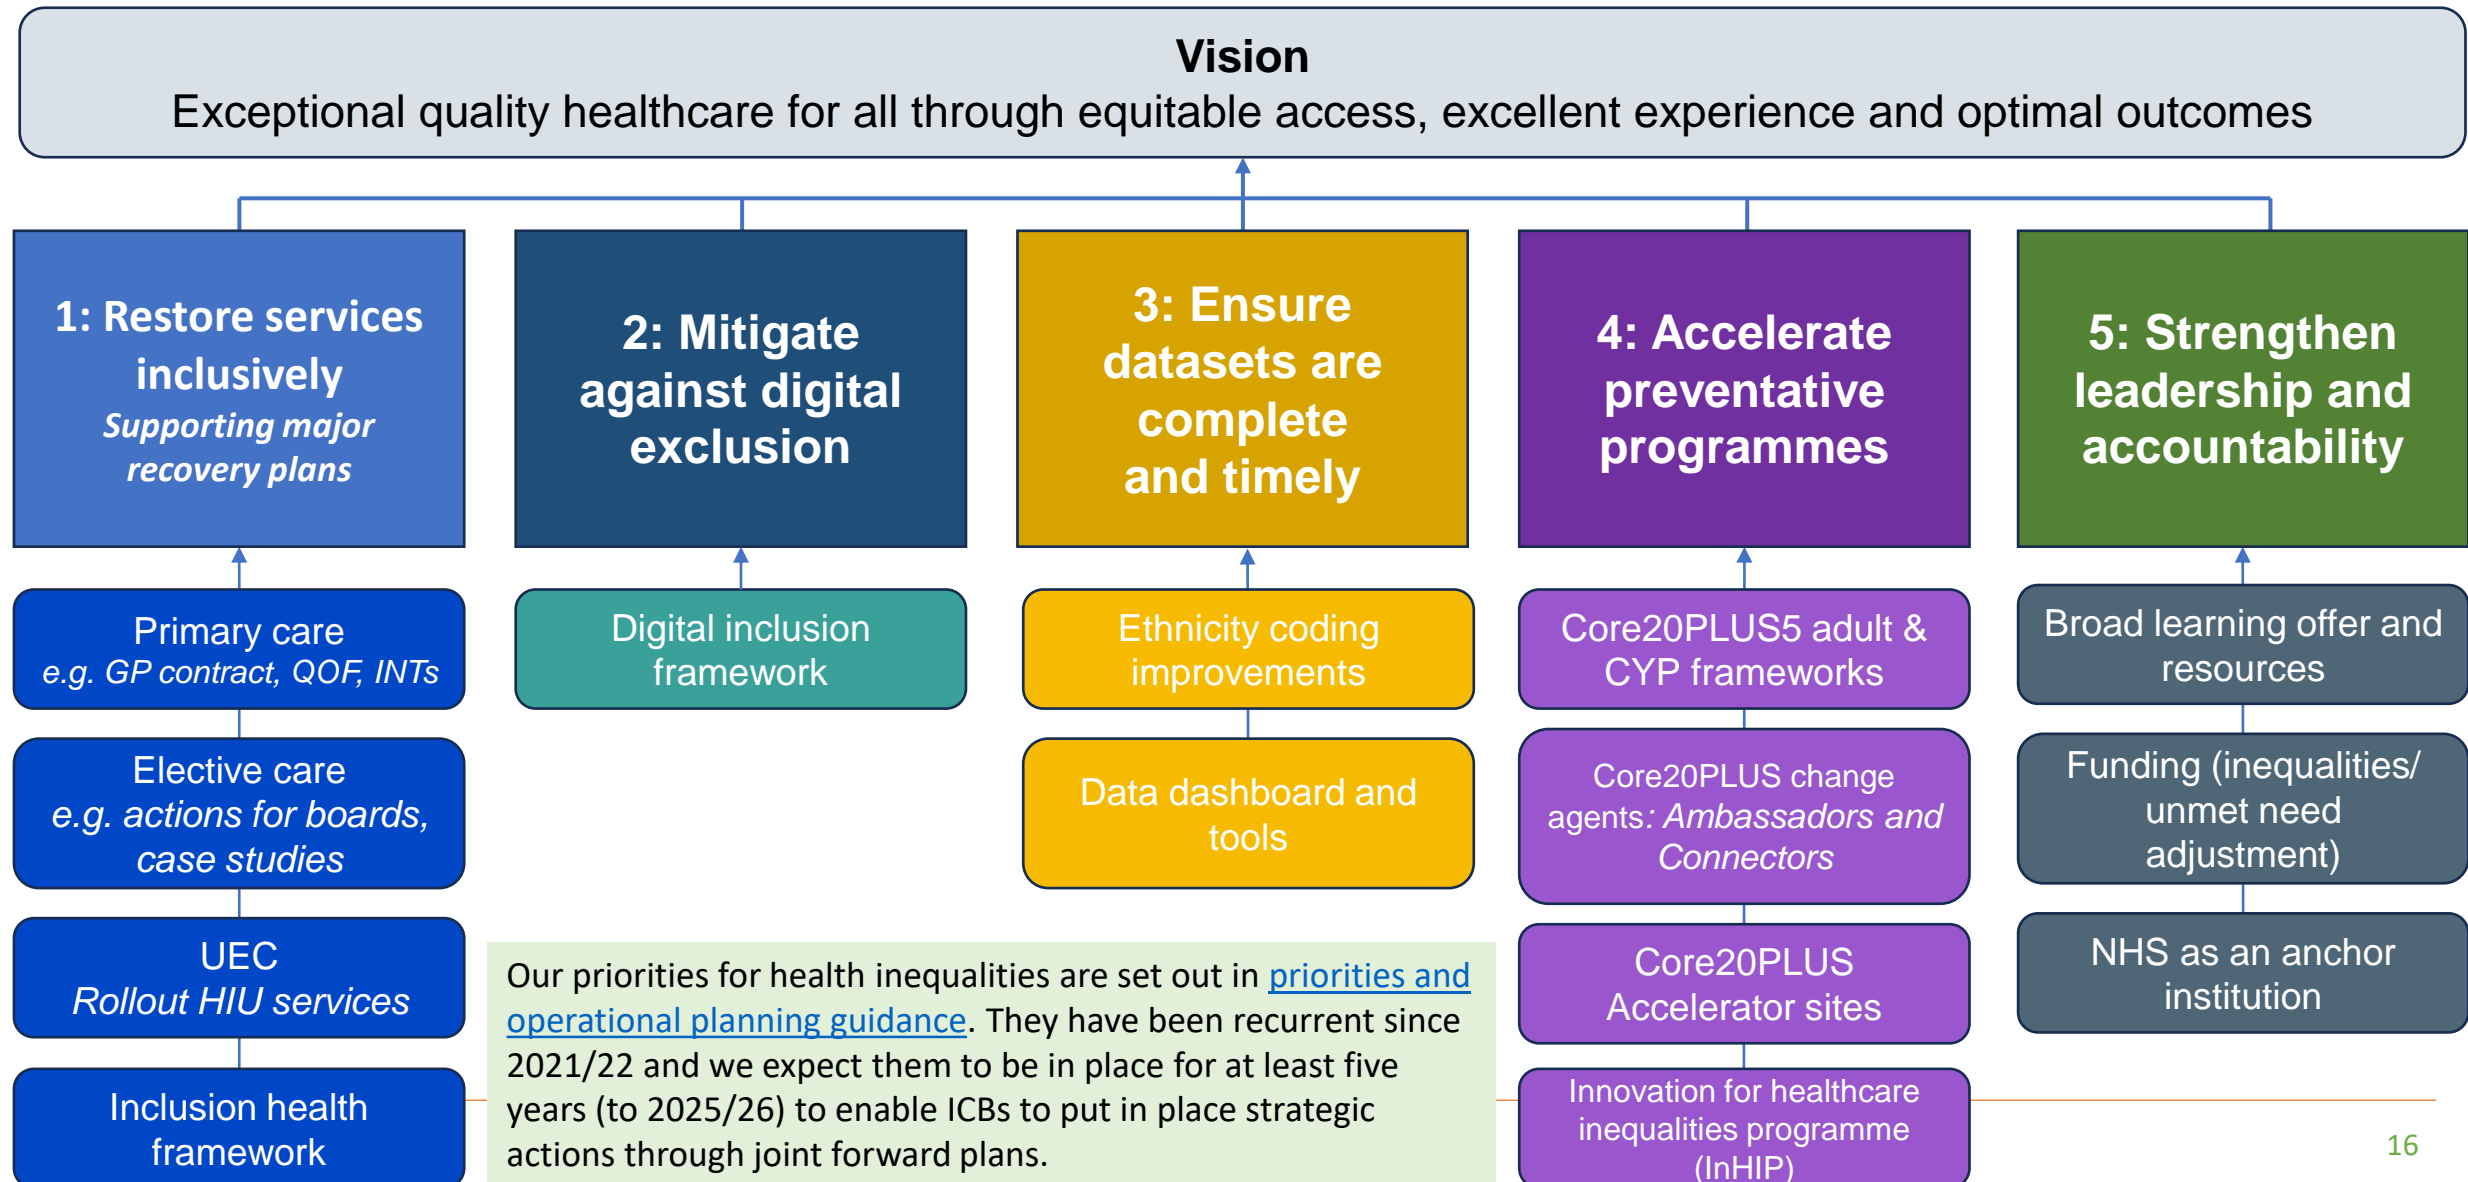 Vision
Exceptional quality healthcare for all through equitable access, excellent experience and optimal outcomes
1: Restore services
inclusively
Supporting major
recovery plans
2: Mitigate
against digital
exclusion
3: Ensure
datasets are
complete
and timely
4: Accelerate
preventative
programmes
5: Strengthen
leadership and
accountability
Primary care
e.g. GP contract, QOF, INTs
Elective care
e.g. actions for boards,
case studies
UEC
Rollout HIU services
Inclusion health
framework
Digital inclusion
framework
Ethnicity coding
improvements
Data dashboard and
tools
Core20PLUS5 adult &
CYP frameworks
Core20PLUS change
agents: Ambassadors and
Connectors
Core20PLUS
Accelerator sites
Innovation for healthcare
inequalities programme
(InHIP)
Broad learning offer and
resources
Funding (inequalities/
unmet need
adjustment)
NHS as an anchor
institution
Our priorities for health inequalities are set out in priorities and
operational planning guidance. They have been recurrent since
2021/22 and we expect them to be in place for at least five
years (to 2025/26) to enable ICBs to put in place strategic
actions through joint forward plans.
16